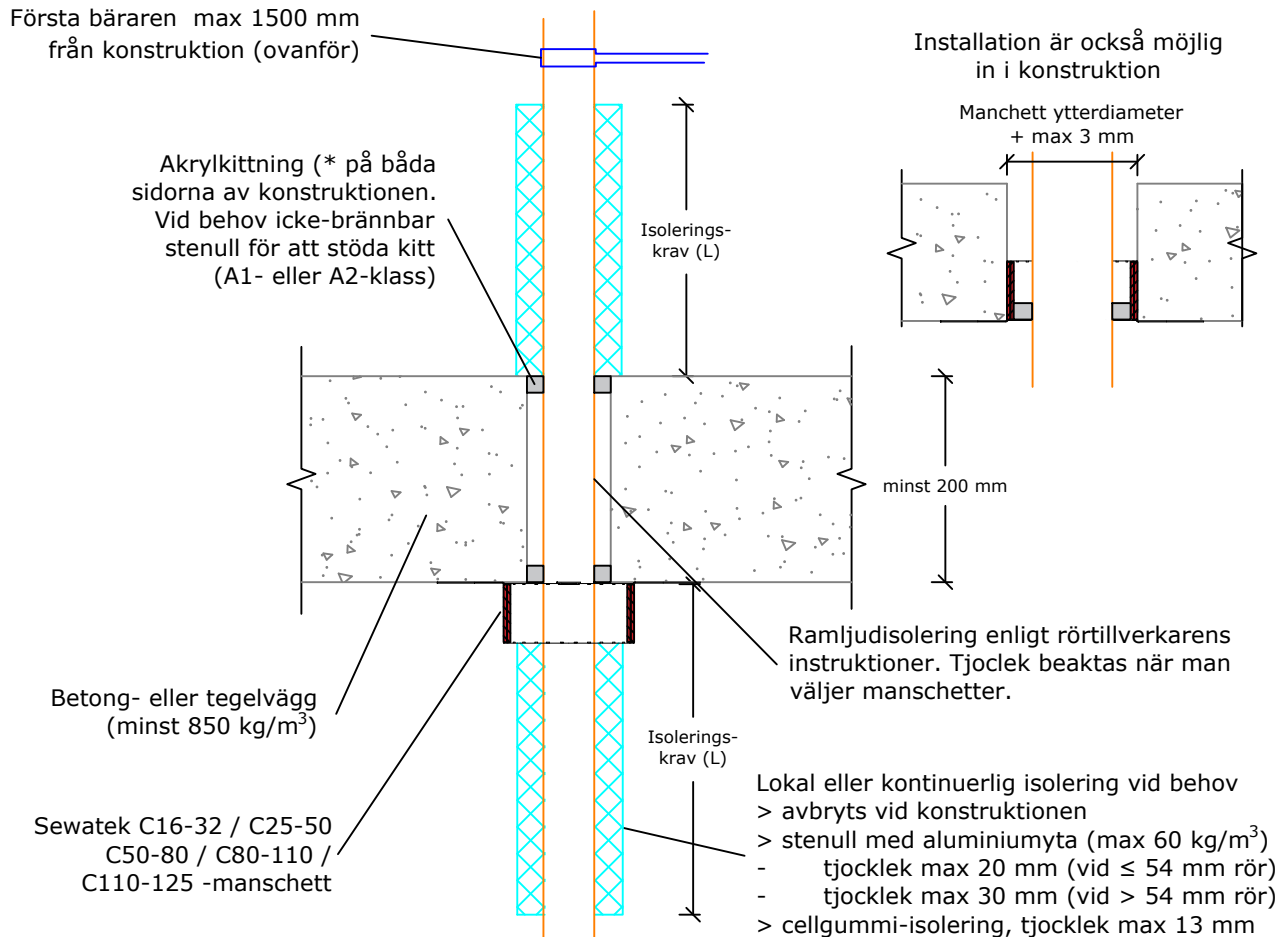 Första bäraren  max 1500 mm
från konstruktion (ovanför)
Installation är också möjlig
in i konstruktion
Manchett ytterdiameter
+ max 3 mm
Akrylkittning (* på båda
sidorna av konstruktionen.
Vid behov icke-brännbar
stenull för att stöda kitt
(A1- eller A2-klass)
Isolerings-
krav (L)
minst 200 mm
Ramljudisolering enligt rörtillverkarens
instruktioner. Tjoclek beaktas när man
väljer manschetter.
Betong- eller tegelvägg
(minst 850 kg/m³)
Isolerings-
krav (L)
Sewatek C16-32 / C25-50
C50-80 / C80-110 /
C110-125 -manschett
Lokal eller kontinuerlig isolering vid behov
> avbryts vid konstruktionen
> stenull med aluminiumyta (max 60 kg/m³)
- tjocklek max 20 mm (vid ≤ 54 mm rör)
- tjocklek max 30 mm (vid > 54 mm rör)
> cellgummi-isolering, tjocklek max 13 mm